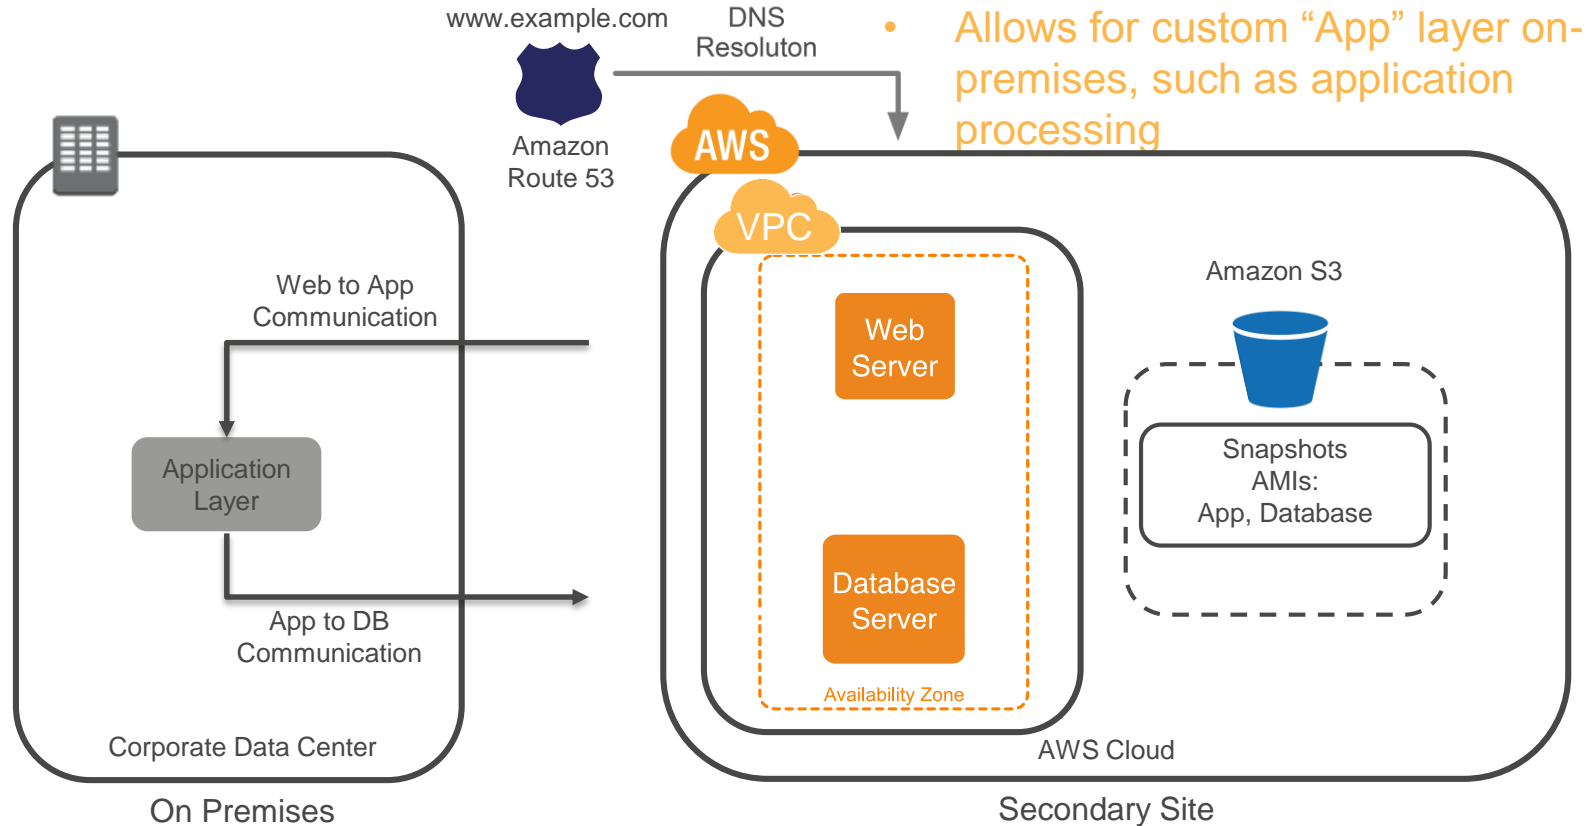 www.example.com
DNS
Resoluton
• Allows for custom “App” layer on-
premises, such as application
processing
Amazon
Route 53
AWS
VPC
Web to App
Communication
Application
Layer
App to DB
Communication
Corporate Data Center
On Premises
Web
Server
Database
Server
Availability Zone
Amazon S3
Snapshots
AMIs:
App, Database
AWS Cloud
Secondary Site